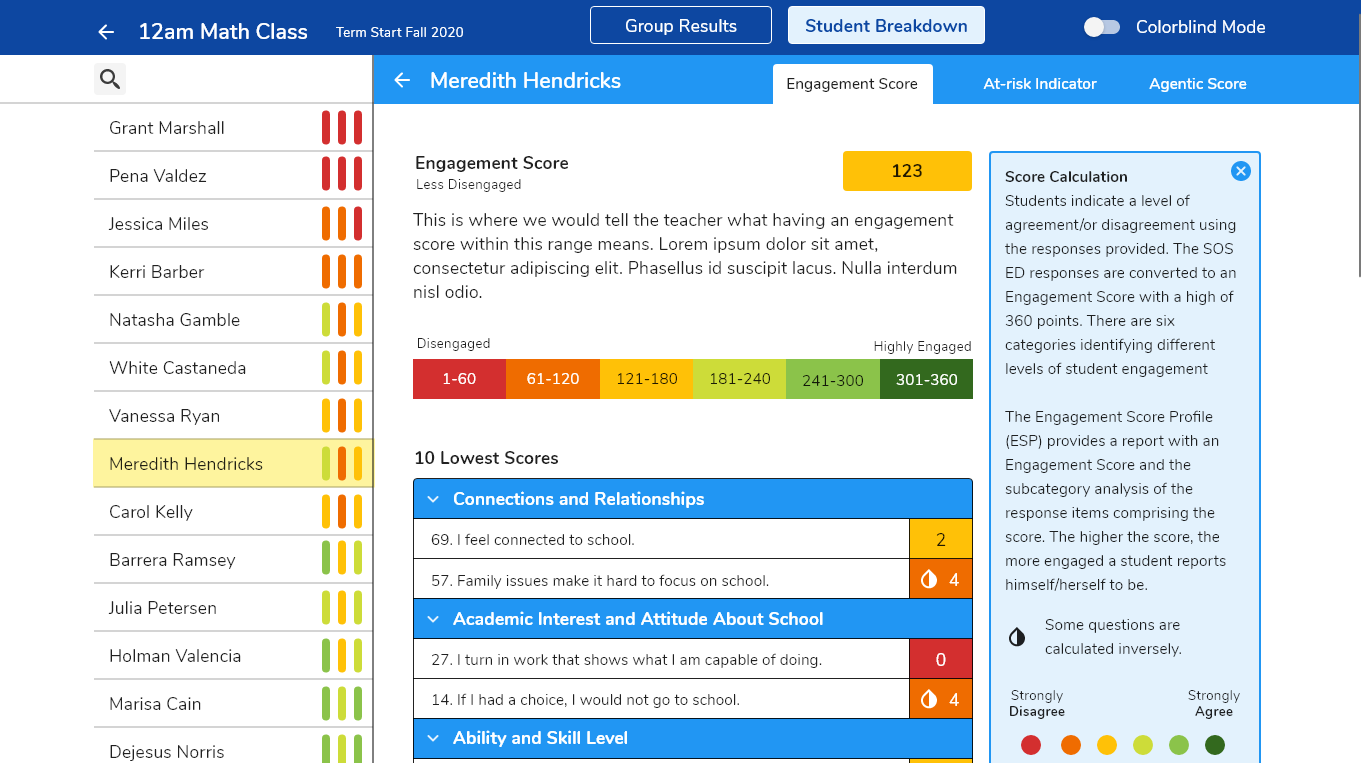 12am Math Class
Term Start Fall 2020
Group Results
Student Breakdown
Colorblind Mode
Meredith Hendricks
Engagement Score
At-risk Indicator
Agentic Score
Grant Marshall
Pena Valdez
Jessica Miles
Kerri Barber
Natasha Gamble
White Castaneda
Vanessa Ryan
Meredith Hendricks
Carol Kelly
Barrera Ramsey
Julia Petersen
Holman Valencia
Marisa Cain
Dejesus Norris
Engagement Score
Less Disengaged
123
This is where we would tell the teacher what having an engagement
score within this range means. Lorem ipsum dolor sit amet,
consectetur adipiscing elit. Phasellus id suscipit lacus. Nulla interdum
nisl odio.
Disengaged
Highly Engaged
1-60
61-120
121-180
181-240
241-300
301-360
10 Lowest Scores
Connections and Relationships
69. I feel connected to school.
2
57. Family issues make it hard to focus on school.
4
Academic Interest and Attitude About School
27. I turn in work that shows what I am capable of doing.
0
14. If I had a choice, I would not go to school.
4
Ability and Skill Level
Score Calculation
Students indicate a level of
agreement/or disagreement using
the responses provided. The SOS
ED responses are converted to an
Engagement Score with a high of
360 points. There are six
categories identifying different
levels of student engagement
The Engagement Score Profile
(ESP) provides a report with an
Engagement Score and the
subcategory analysis of the
response items comprising the
score. The higher the score, the
more engaged a student reports
himself/herself to be.
Some questions are
calculated inversely.
Strongly
Disagree
Strongly
Agree